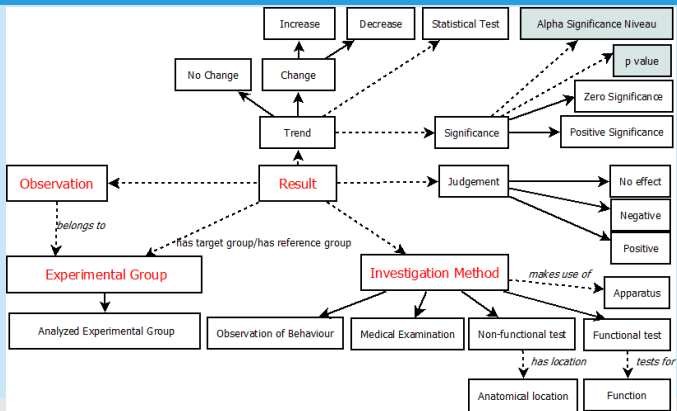 Increase
Decrease
Statistical Test
Alpha Significance Niveau
p value
No Change
Change
Zero Significance
Trend
Significance
Positive Significance
Observation
Result
Judgement
No effect
Negative
Positive
belongs to
has target group/has reference group
Experimental Group
Investigation Method
makes use of
Apparatus
Analyzed Experimental Group
Observation of Behaviour
Medical Examination
Non-functional test
Functional test
has location
tests for
Anatomical location
Function